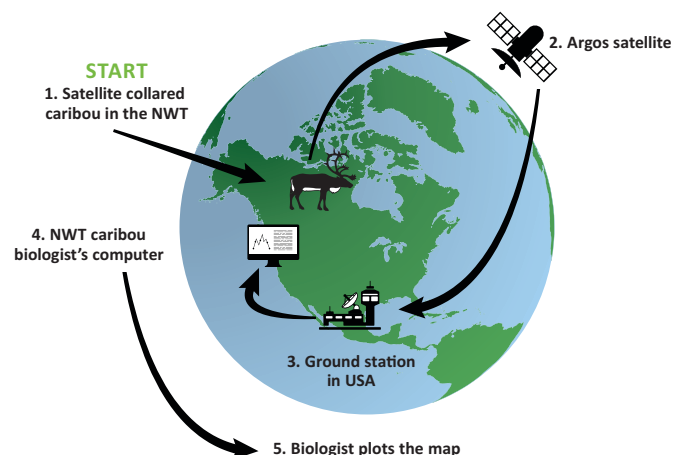 START
1. Satellite collared
caribou in the NWT
2. Argos satellite
4. NWT caribou
biologist's computer
3. Ground station
in USA
5. Biologist plots the map